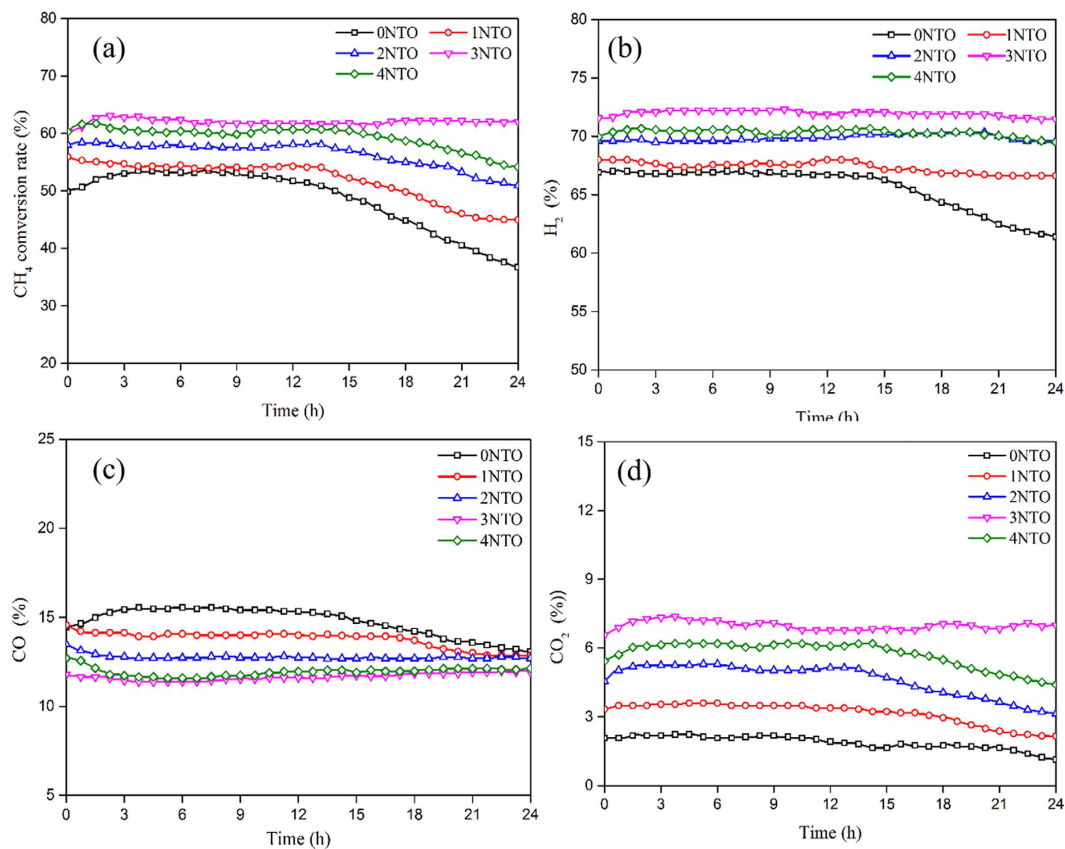 (a)
0NTO 1NTO
2NTO 3NTO
4NTO
CH4 comversion rate (%)
80
70
60
50
40
30
20
0 3 6 9 12 15 18 21 24
Time (h)
(b)
0NTO 1NTO
2NTO 3NTO
4NTO
H2 (%)
80
75
70
65
60
55
50
0 3 6 9 12 15 18 21 24
Time (h)
(c)
0NTO
1NTO
2NTO
3NTO
4NTO
CO (%)
25
20
15
10
5
0 3 6 9 12 15 18 21 24
Time (h)
(d)
0NTO
1NTO
2NTO
3NTO
4NTO
CO2 (%))
15
12
9
6
3
0
0 3 6 9 12 15 18 21 24
Time (h)